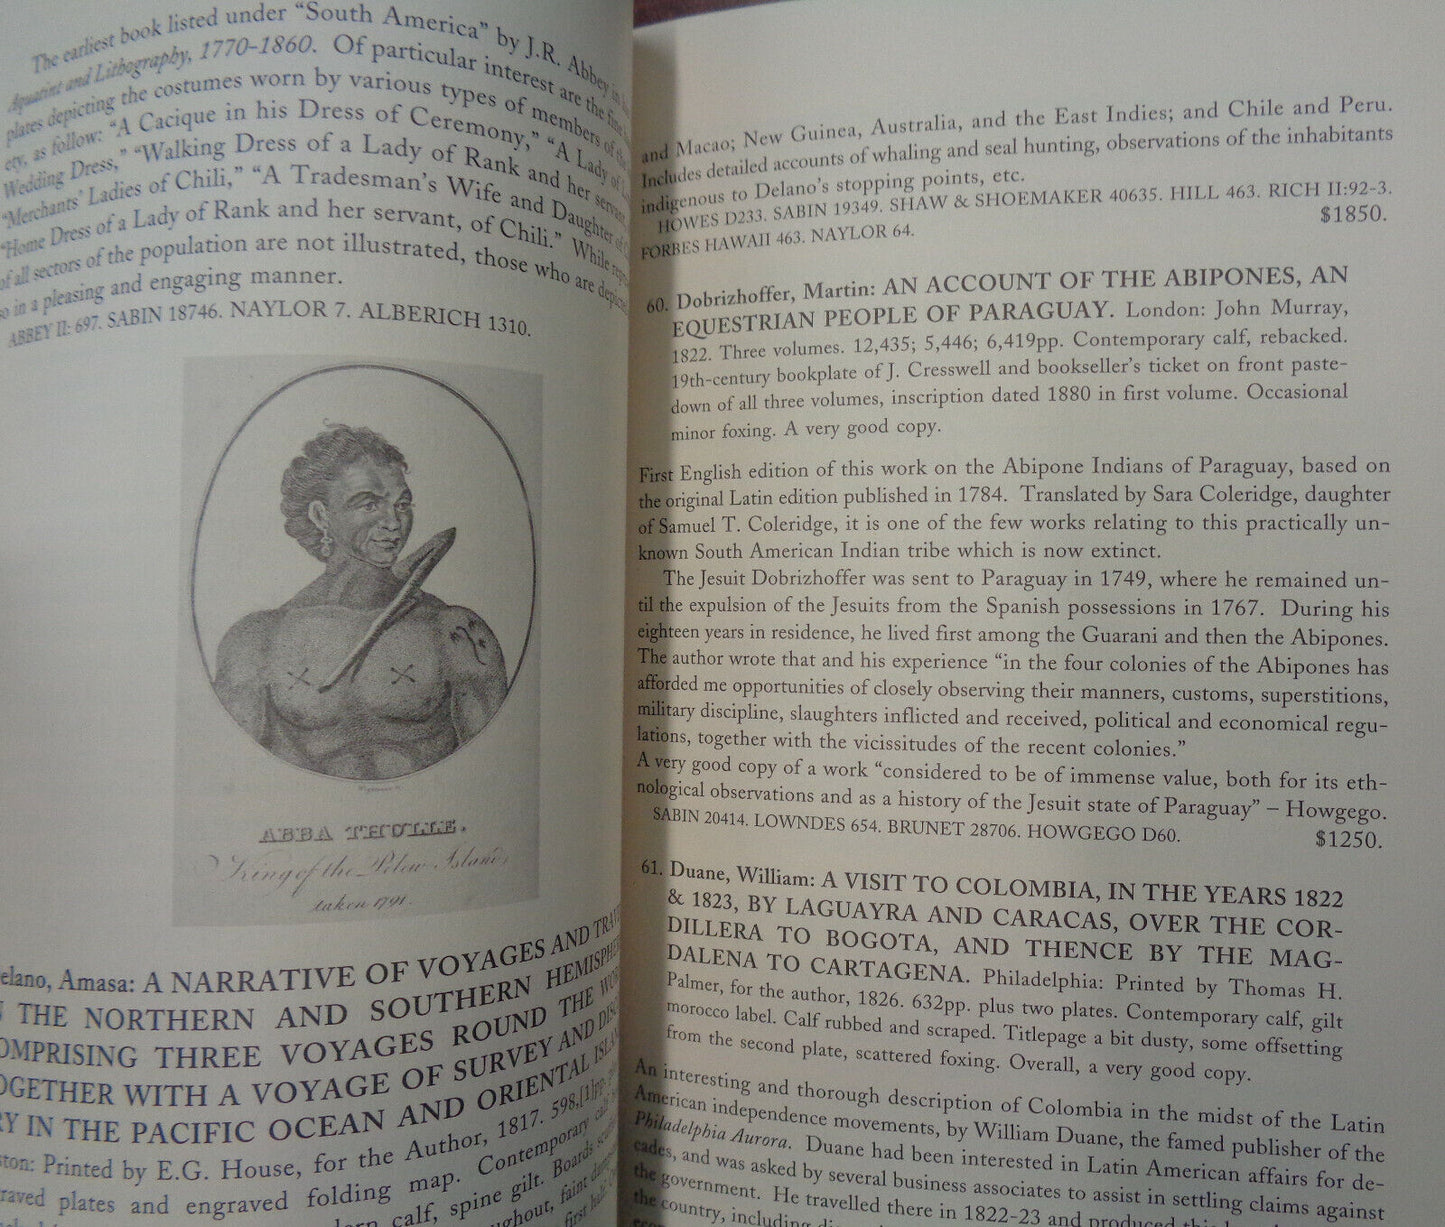 The earliest book listed under “South America” by J.R. Abbey in
Aquatint and Lithography, 1770–1860. Of particular interest are the fine
plates depicting the costumes worn by various types of members of the
ety, as follow: “A Cacique in his Dress of Ceremony,” “A Lady of
Wedding Dress,” “Walking Dress of a Lady of Rank and her servant
“Merchants’ Ladies of Chili,” “A Tradesman’s Wife and Daughter of
“Home Dress of a Lady of Rank and her servant, of Chili.” While
of all sectors of the population are not illustrated, those who are depicted
so in a pleasing and engaging manner.
ABBEY II: 697. SABIN 18746. NAYLOR 7. ALBERICH 1310.
ABBA THULLE.
King of the Pelew Islands,
taken 1791.
elano, Amasa: A NARRATIVE OF VOYAGES AND
THE NORTHERN AND SOUTHERN HEMISPHERE
OMPRISING THREE VOYAGES ROUND THE
OGETHER WITH A VOYAGE OF SURVEY AND
RY IN THE PACIFIC OCEAN AND ORIENTAL
ston: Printed by E.G. House, for the Author, 1817. 598,[1]pp.
raved plates and engraved folding map. Contemporary calf
calf, spine gilt. Boards
faint
first
and Macao; New Guinea, Australia, and the East Indies; and Chile and Peru.
Includes detailed accounts of whaling and seal hunting, observations of the inhabitants
indigenous to Delano’s stopping points, etc.
HOWES D233. SABIN 19349. SHAW & SHOEMAKER 40635. HILL 463. RICH II:92-3.
FORBES HAWAII 463. NAYLOR 64. $1850.
60. Dobrizhoffer, Martin: AN ACCOUNT OF THE ABIPONES, AN
EQUESTRIAN PEOPLE OF PARAGUAY. London: John Murray,
1822. Three volumes. 12,435; 5,446; 6,419pp. Contemporary calf, rebacked.
19th-century bookplate of J. Cresswell and bookseller’s ticket on front paste-
down of all three volumes, inscription dated 1880 in first volume. Occasional
minor foxing. A very good copy.
First English edition of this work on the Abipone Indians of Paraguay, based on
the original Latin edition published in 1784. Translated by Sara Coleridge, daughter
of Samuel T. Coleridge, it is one of the few works relating to this practically un-
known South American Indian tribe which is now extinct.
The Jesuit Dobrizhoffer was sent to Paraguay in 1749, where he remained un-
til the expulsion of the Jesuits from the Spanish possessions in 1767. During his
eighteen years in residence, he lived first among the Guarani and then the Abipones.
The author wrote that and his experience “in the four colonies of the Abipones has
afforded me opportunities of closely observing their manners, customs, superstitions,
military discipline, slaughters inflicted and received, political and economical regu-
lations, together with the vicissitudes of the recent colonies.”
A very good copy of a work “considered to be of immense value, both for its eth-
nological observations and as a history of the Jesuit state of Paraguay” – Howgego.
SABIN 20414. LOWNDES 654. BRUNET 28706. HOWGEGO D60. $1250.
61. Duane, William: A VISIT TO COLOMBIA, IN THE YEARS 1822
& 1823, BY LAGUAYRA AND CARACAS, OVER THE COR-
DILLERA TO BOGOTA, AND THENCE BY THE MAG-
DALENA TO CARTAGENA. Philadelphia: Printed by Thomas H.
Palmer, for the author, 1826. 632pp. plus two plates. Contemporary calf, gilt
morocco label. Calf rubbed and scraped. Titlepage a bit dusty, some offsetting
from the second plate, scattered foxing. Overall, a very good copy.
An interesting and thorough description of Colombia in the midst of the Latin
American independence movements, by William Duane, the famed publisher of the
Philadelphia Aurora. Duane had been interested in Latin American affairs for de-
cades, and was asked by several business associates to assist in settling claims against
the government. He travelled there in 1822-23 and produced this
the country, including